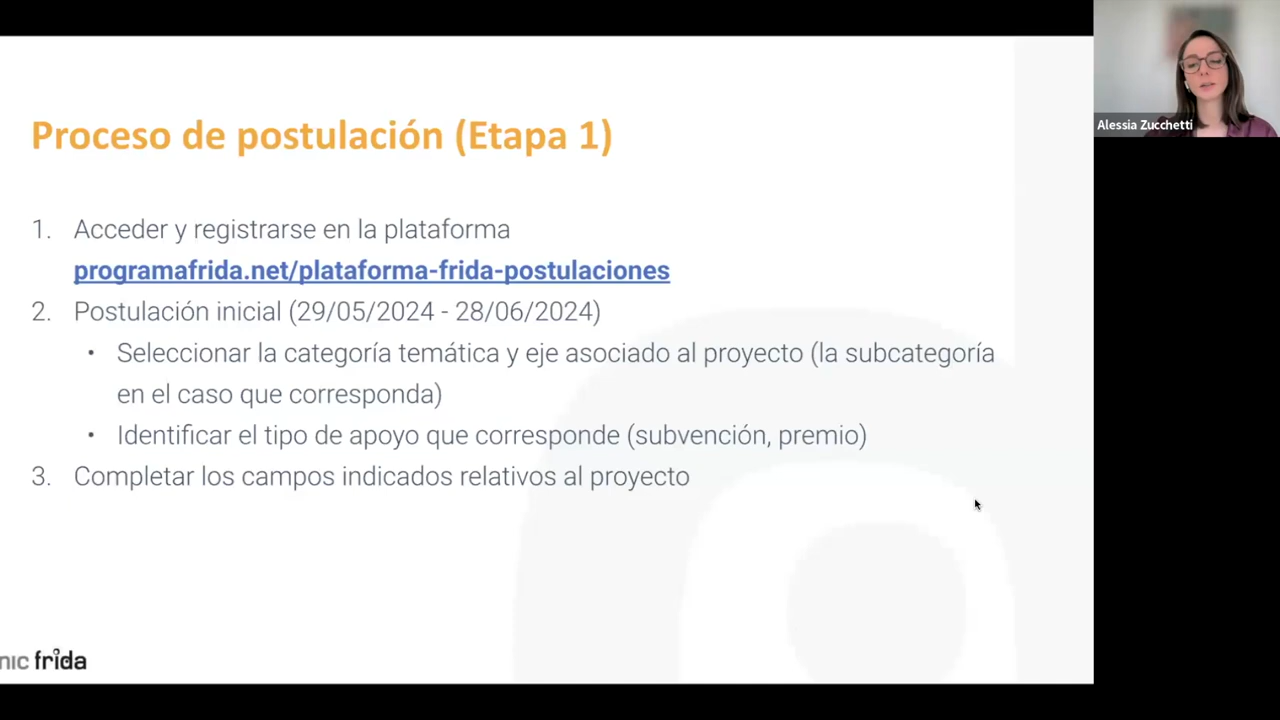 Proceso de postulación (Etapa 1)
1. Acceder y registrarse en la plataforma
programafrida.net/plataforma-frida-postulaciones
2. Postulación inicial (29/05/2024 - 28/06/2024)
• Seleccionar la categoría temática y eje asociado al proyecto (la subcategoría
en el caso que corresponda)
• Identificar el tipo de apoyo que corresponde (subvención, premio)
3. Completar los campos indicados relativos al proyecto
nic frida
Alessia Zucchetti